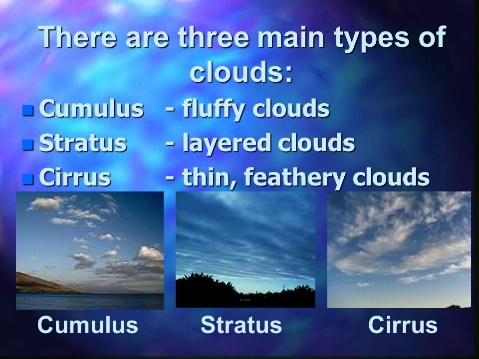 There are three main types of
clouds:
Cumulus - fluffy clouds
Stratus - layered clouds
Cirrus - thin, feathery clouds
Cumulus Stratus Cirrus